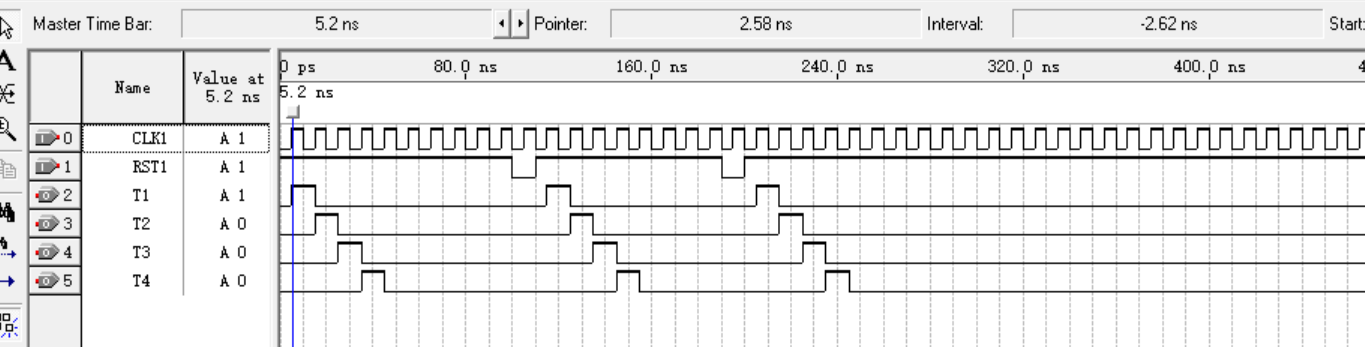 Master Time Bar: 5.2 ns Pointer: 2.58 ns Interval: -2.62 ns Start:
Name Value at 5.2 ns 0 ps 80.0 ns 160.0 ns 240.0 ns 320.0 ns 400.0 ns 4
5.2 ns
0 CLK1 A 1
1 RST1 A 1
2 T1 A 1
3 T2 A 0
4 T3 A 0
5 T4 A 0